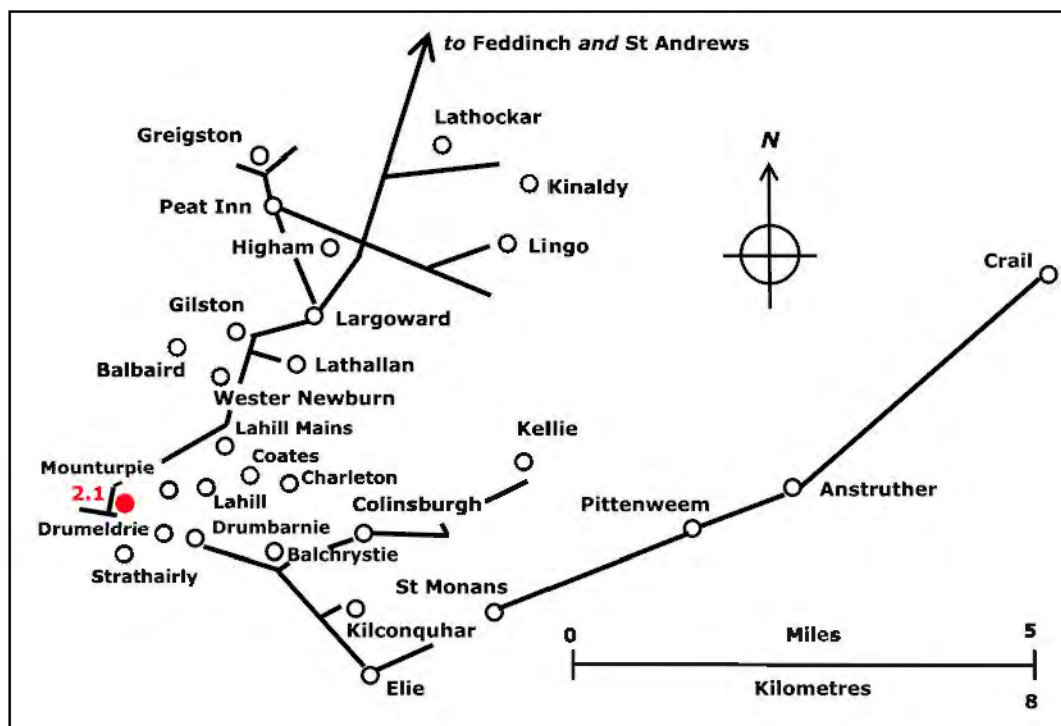 to Feddinch and St Andrews
Lathockar
Greigston
N
Kinaldy
Peat Inn
Higham
Lingo
Crail
Gilston
Largoward
Balbaird
Lathallan
Wester Newburn
Lahill Mains
Kellie
Coates
Mounturpie
Charleton
2.1
Lahill
Colinsburgh
Anstruther
Pittenweem
Drumeldrie
Drumbarnie
Balchrystie
Strathairly
St Monans
Kilconquhar
0 Miles 5
Elie
Kilometres
8